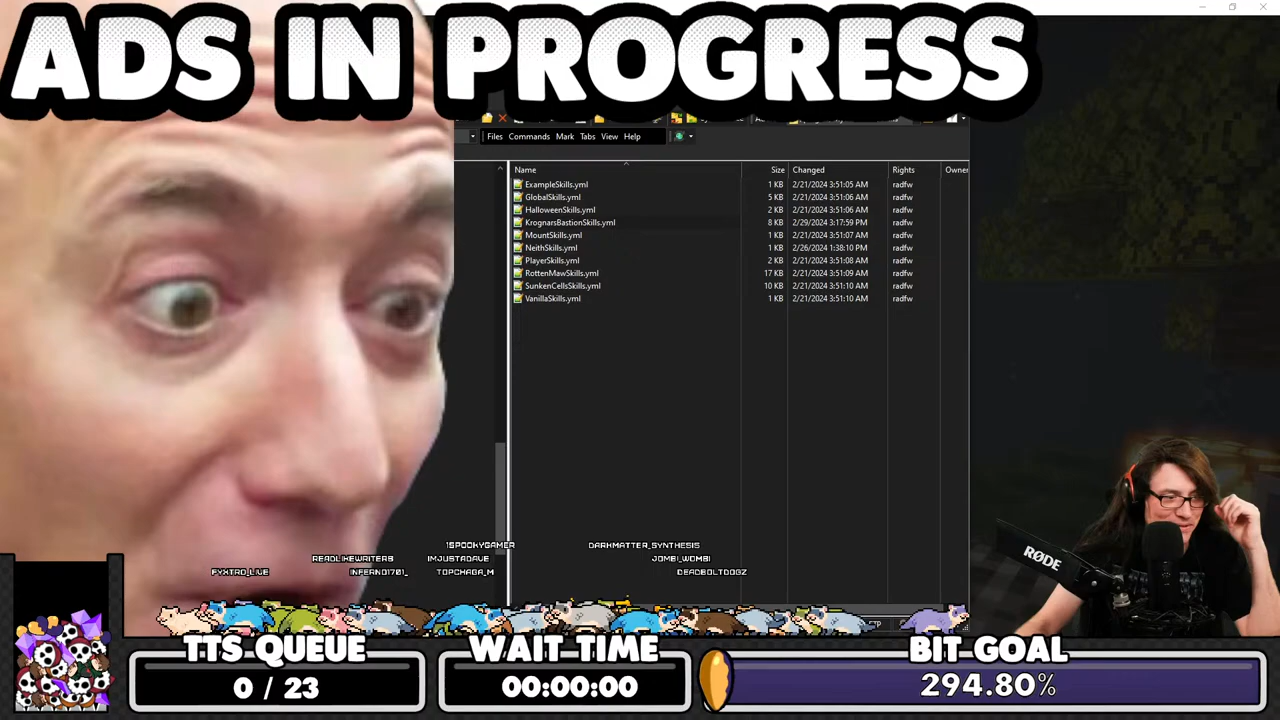 ADS IN PROGRESS
Files Commands Mark Tabs View Help
Name Size Changed Rights Owner
ExampleSkills.yml 1 KB 2/21/2024 3:51:05 AM radfw
GlobalSkills.yml 5 KB 2/21/2024 3:51:06 AM radfw
HalloweenSkills.yml 2 KB 2/21/2024 3:51:06 AM radfw
KrognarsBastionSkills.yml 8 KB 2/29/2024 3:17:59 PM radfw
MountSkills.yml 1 KB 2/21/2024 3:51:07 AM radfw
NeithSkills.yml 1 KB 2/26/2024 1:38:10 PM radfw
PlayerSkills.yml 2 KB 2/21/2024 3:51:08 AM radfw
RottenMawSkills.yml 17 KB 2/21/2024 3:51:09 AM radfw
SunkenCellsSkills.yml 10 KB 2/21/2024 3:51:10 AM radfw
VanillaSkills.yml 1 KB 2/21/2024 3:51:10 AM radfw
RØDE
1SPOOKYGAMER DARKMATTER_SYNTHESIS
READLIKEWRITERS IMJUSTADAVE JOMBI_WOMBI
FYXTRD_LIVE INFERNO1701_ TOPCHAGA_M DEADBOLTDOGZ
TTS QUEUE WAIT TIME BIT GOAL
0 / 23 00:00:00 294.80%